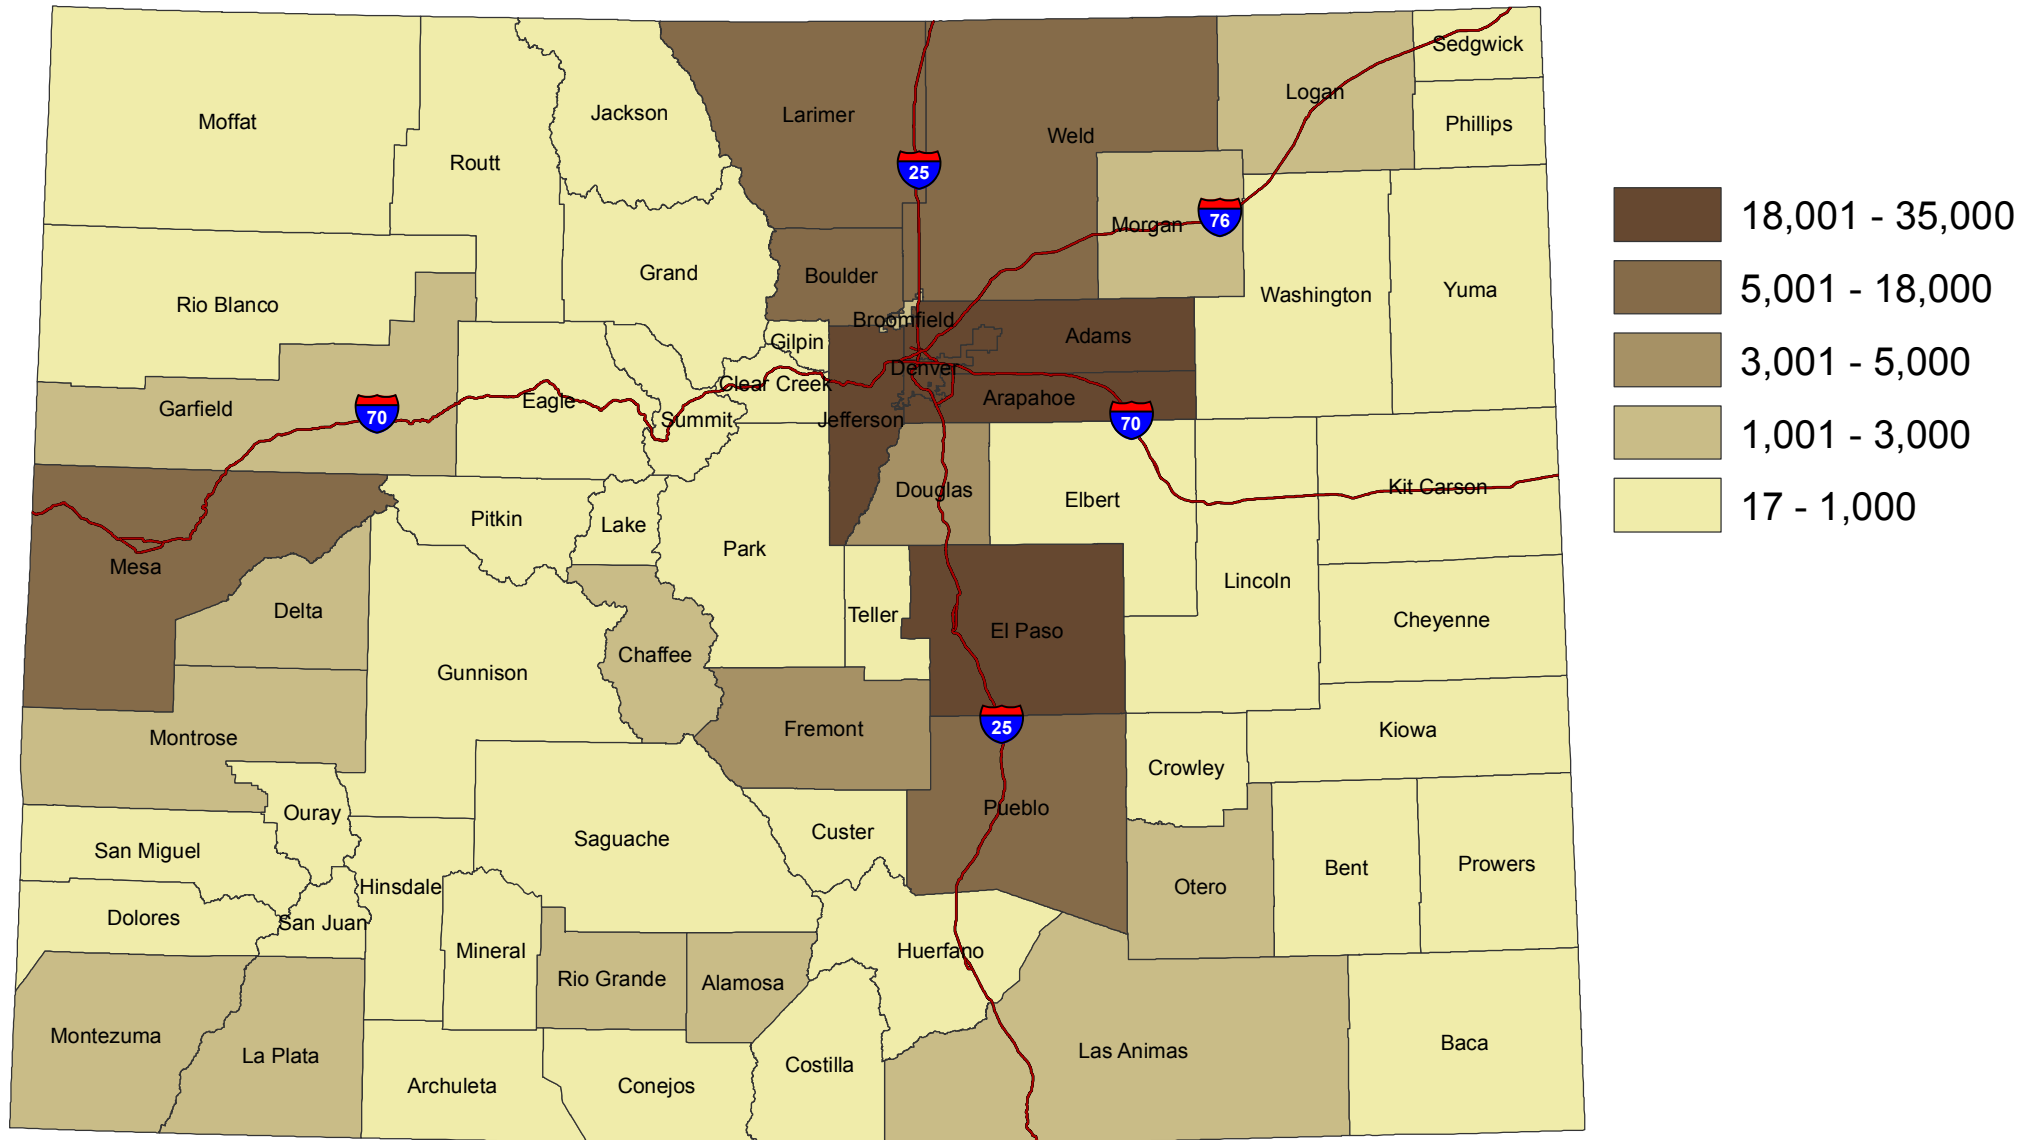 Sedgwick
Logan
Moffat
Jackson
Larimer
Weld
Phillips
Routt
25
76
Morgan
Grand
Boulder
Rio Blanco
Washington
Yuma
Broomfield
Gilpin
Adams
Denver
Clear Creek
Arapahoe
Garfield
70
Eagle
Summit
Jefferson
70
Kit Carson
Douglas
Elbert
Pitkin
Lake
Park
Mesa
Lincoln
Delta
Teller
El Paso
Cheyenne
Chaffee
Gunnison
Fremont
25
Kiowa
Montrose
Crowley
Ouray
Pueblo
Custer
Saguache
San Miguel
Prowers
Bent
Hinsdale
Otero
Dolores
San Juan
Mineral
Huerfano
Rio Grande
Alamosa
Montezuma
La Plata
Las Animas
Baca
Costilla
Archuleta
Conejos
18,001 - 35,000
5,001 - 18,000
3,001 - 5,000
1,001 - 3,000
17 - 1,000